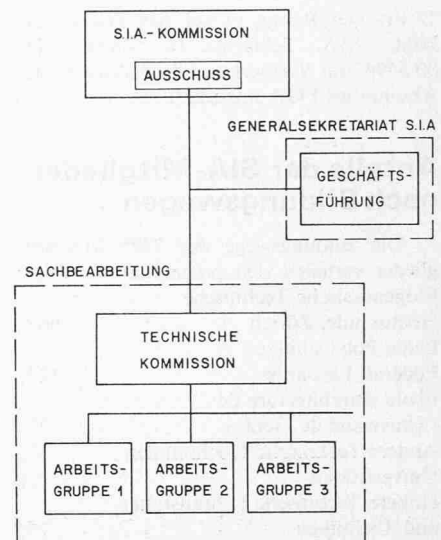 S.I.A.-KOMMISSION
AUSSCHUSS
GENERALSEKRETARIAT S.I.A
GESCHÄFTS-
FÜHRUNG
SACHBEARBEITUNG
TECHNISCHE
KOMMISSION
ARBEITS-
GRUPPE 1
ARBEITS-
GRUPPE 2
ARBEITS-
GRUPPE 3